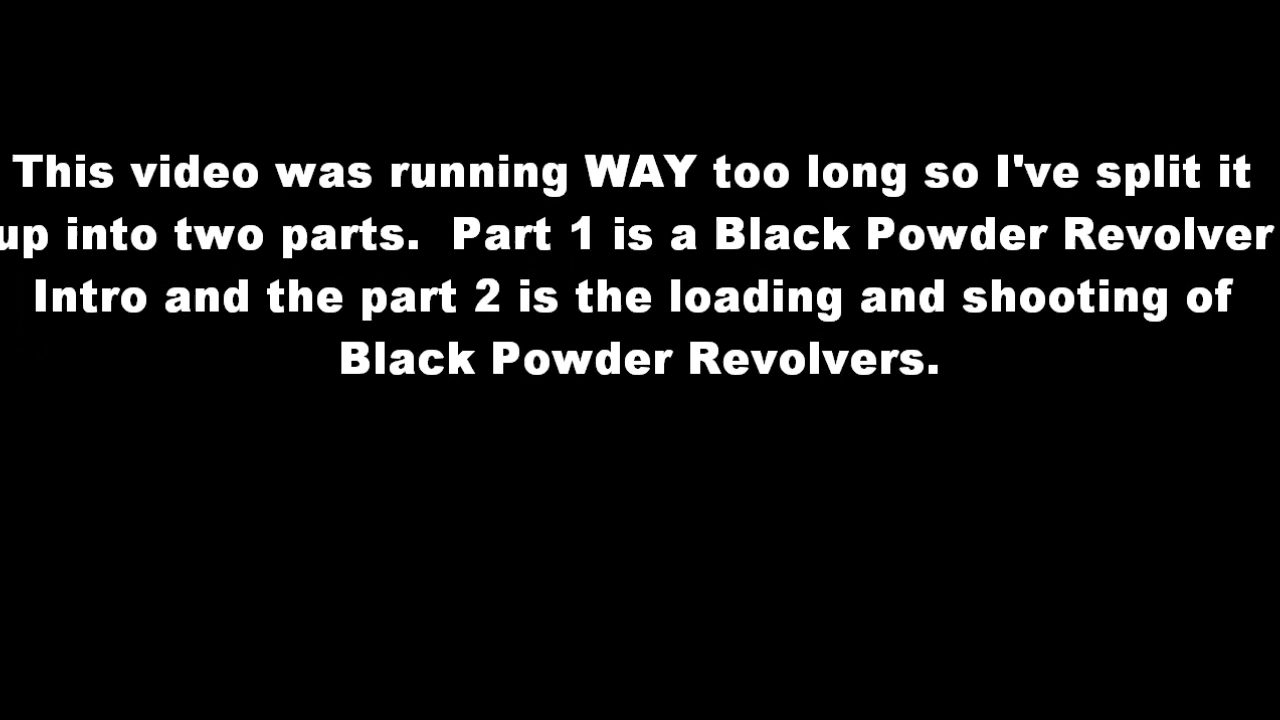 This video was running WAY too long so I've split it
up into two parts.  Part 1 is a Black Powder Revolver
Intro and the part 2 is the loading and shooting of
Black Powder Revolvers.